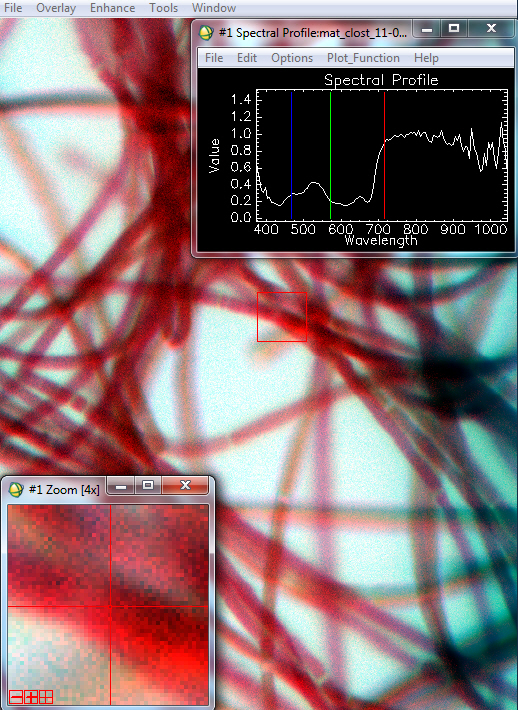 File Overlay Enhance Tools Window
#1 Spectral Profile:mat_clost_11-0...
File Edit Options Plot_Function Help
Spectral Profile
1.4
1.2
1.0
0.8
0.6
0.4
0.2
0.0
Value
400 500 600 700 800 900 1000
Wavelength
#1 Zoom [4x]